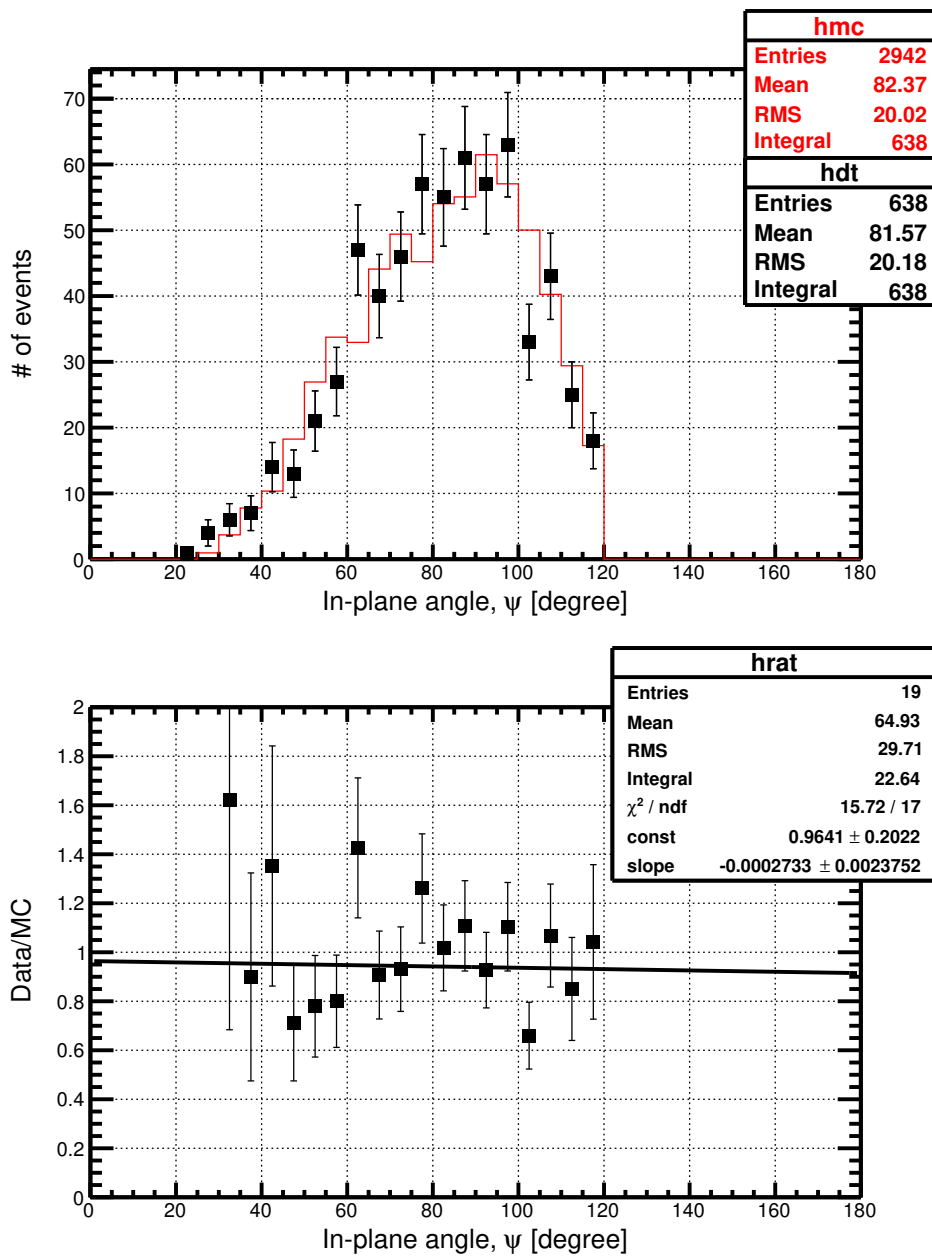 hmc
Entries 2942
Mean 82.37
RMS 20.02
Integral 638
hdt
Entries 638
Mean 81.57
RMS 20.18
Integral 638
# of events
70
60
50
40
30
20
10
0
0 20 40 60 80 100 120 140 160 180
In-plane angle, ψ [degree]
hrat
Entries 19
Mean 64.93
RMS 29.71
Integral 22.64
χ² / ndf 15.72 / 17
const 0.9641 ± 0.2022
slope -0.0002733 ± 0.0023752
Data/MC
2
1.8
1.6
1.4
1.2
1
0.8
0.6
0.4
0.2
0
0 20 40 60 80 100 120 140 160 180
In-plane angle, ψ [degree]